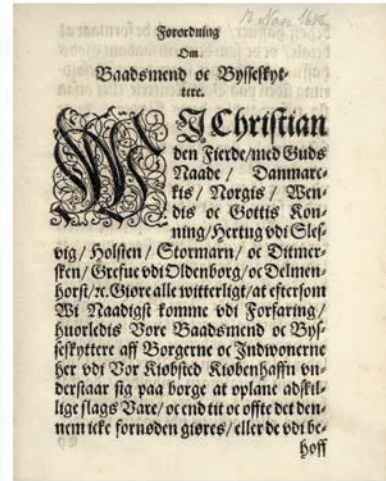 Forordning
Om
Baadsmend oc Bysseskyt-
tere.
WJ Christian
den Fierde/med Guds
Naade / Danmarc-
kis/ Norgis / Wen-
dis oc Gottis Kon-
ning/Hertug vdi Sles-
vig/ Holsten / Stormarn/ oc Ditmer-
sken/ Grefue vdi Oldenborg/ oc Delmen-
horst/ꝛc. Giøre alle witterligt/ at eftersom
Wi Naadigst komme vdi Forfaring/
huorledis Vore Baadsmend oc Bys-
seskyttere aff Borgerne oc Indwonerne
her vdi Vor Kiøbsted Kiøbenhaffn vn-
derstaar sig paa borge at oplane adskil-
lige slags Vare/ oc end tit oc offte det den-
nem icke fornøden giøres/ eller de vdi be-
hoff